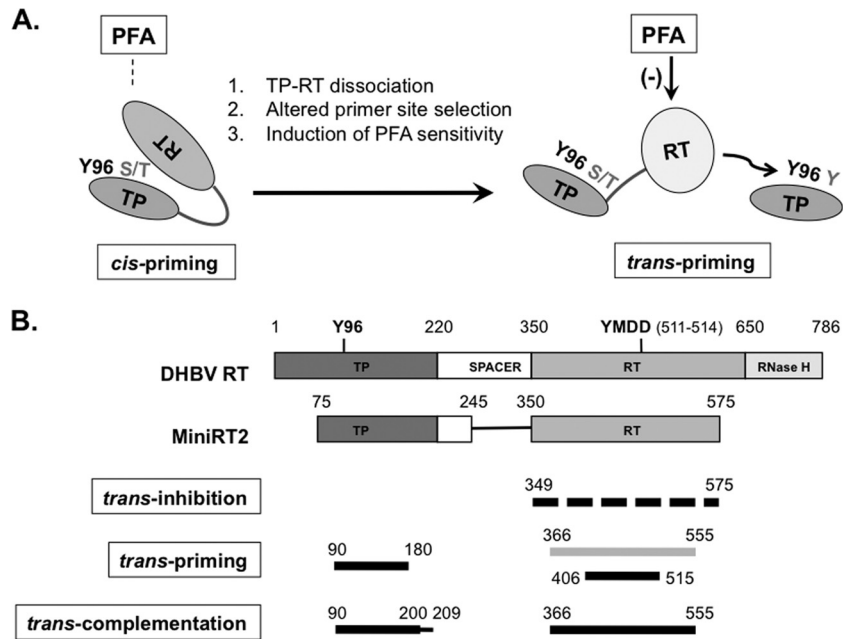 A.
PFA
PFA
1. TP-RT dissociation
2. Altered primer site selection
3. Induction of PFA sensitivity
(-)
RT
RT
Y96 S/T
TP
Y96 S/T
TP
Y96 Y
TP
cis-priming
trans-priming
B.
1 Y96 220 350 YMDD (511-514) 650 786
DHBV RT TP SPACER RT RNase H
75 245 350 575
MiniRT2 TP RT
trans-inhibition 349 575
trans-priming 90 180 366 555
406 515
trans-complementation 90 200 209 366 555